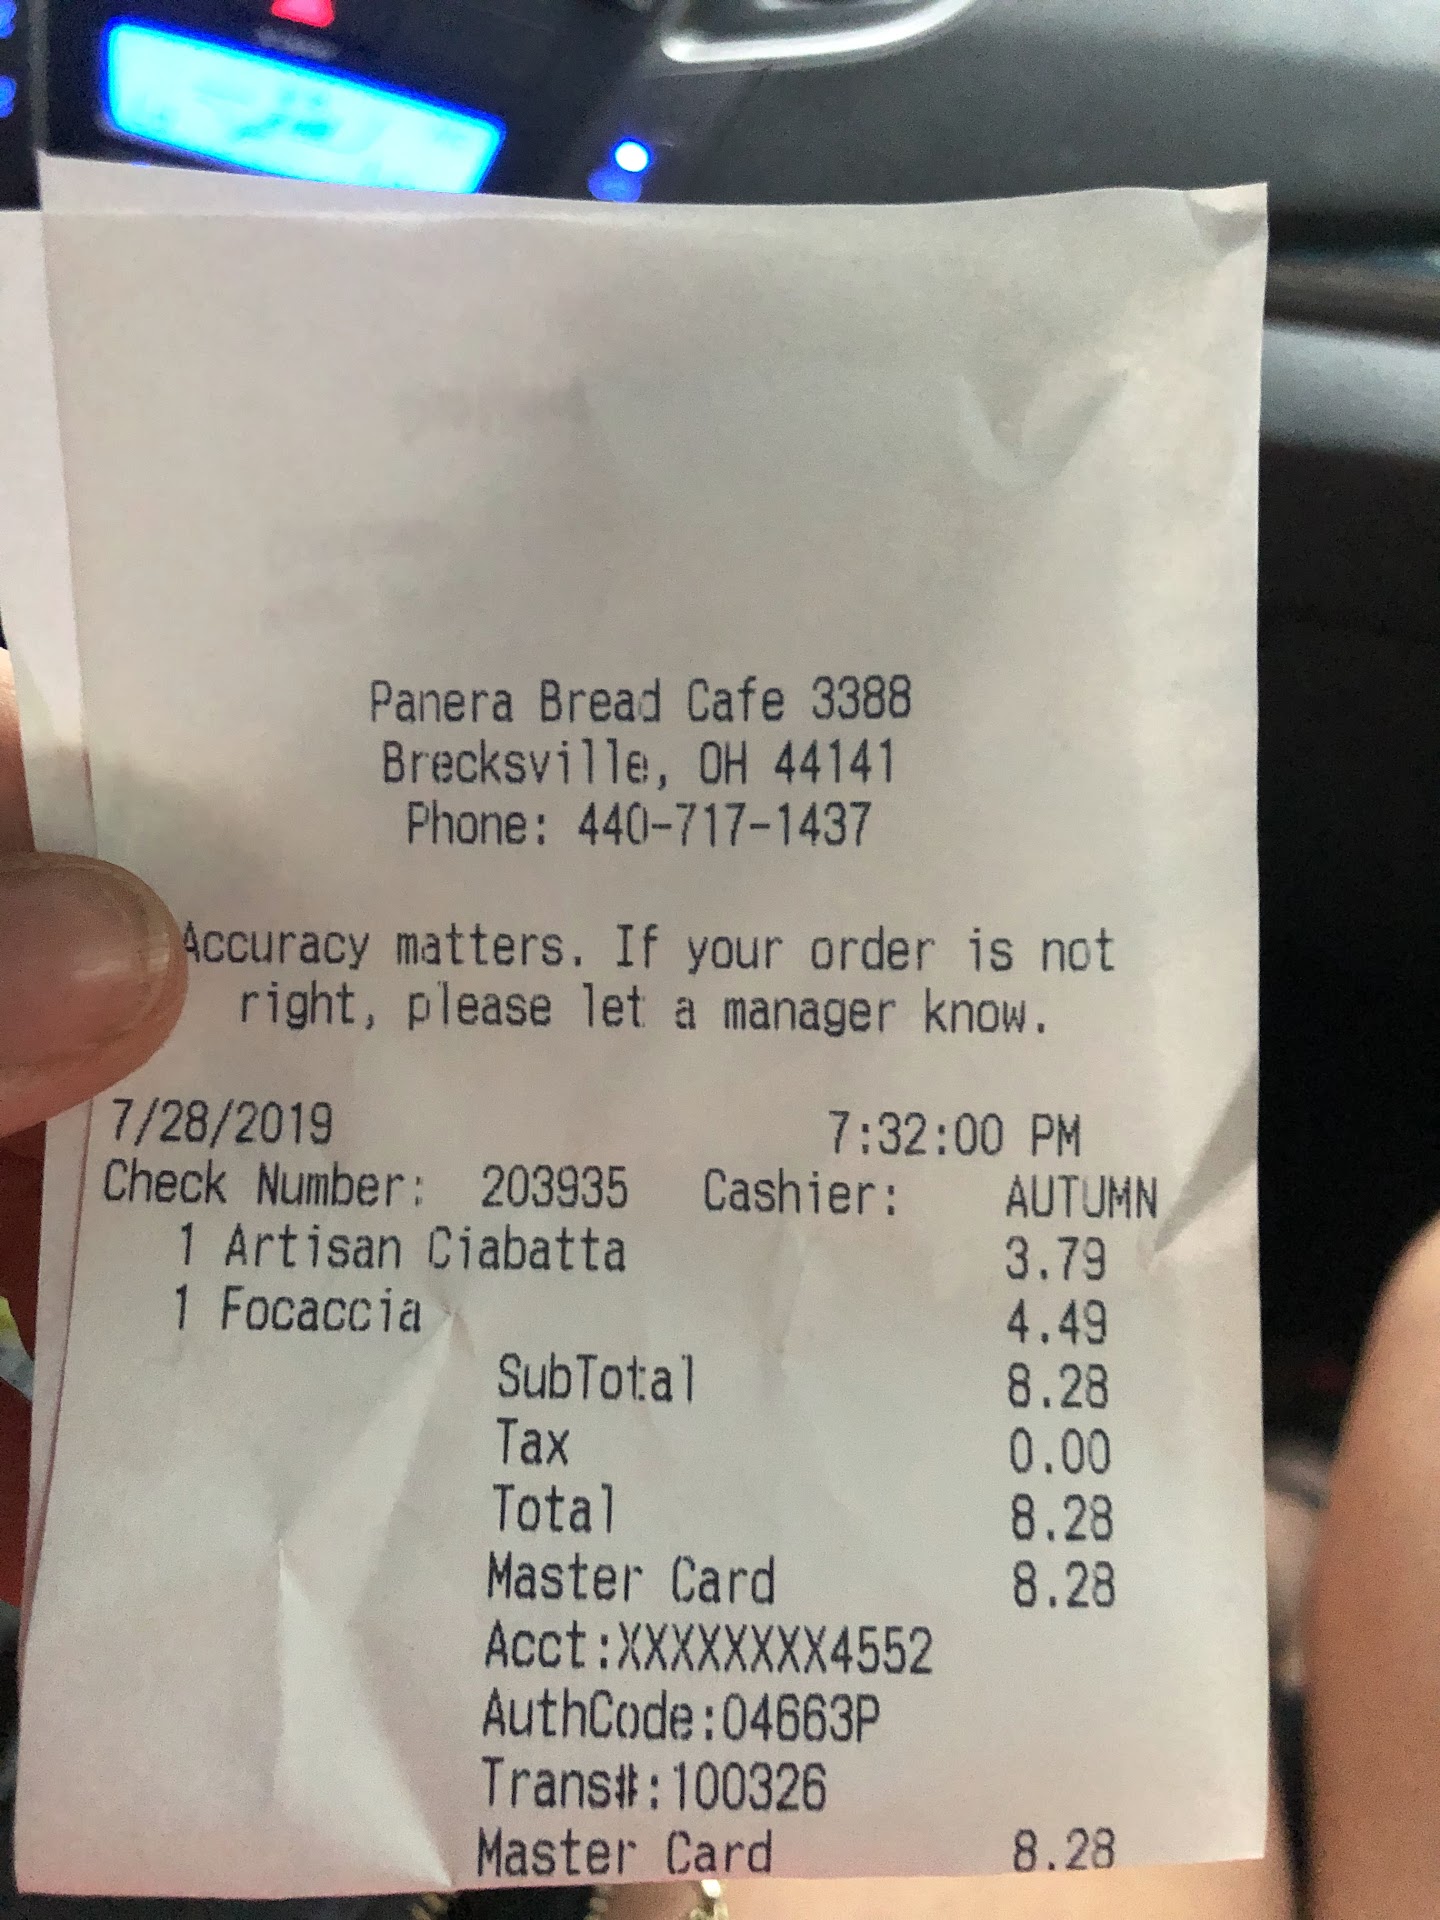 Panera Bread Cafe 3388
Brecksville, OH 44141
Phone: 440-717-1437
Accuracy matters. If your order is not
right, please let a manager know.
7/28/2019 7:32:00 PM
Check Number: 203935 Cashier: AUTUMN
1 Artisan Ciabatta 3.79
1 Focaccia 4.49
SubTotal 8.28
Tax 0.00
Total 8.28
Master Card 8.28
Acct:XXXXXXXX4552
AuthCode:04663P
Trans#:100326
Master Card 8.28